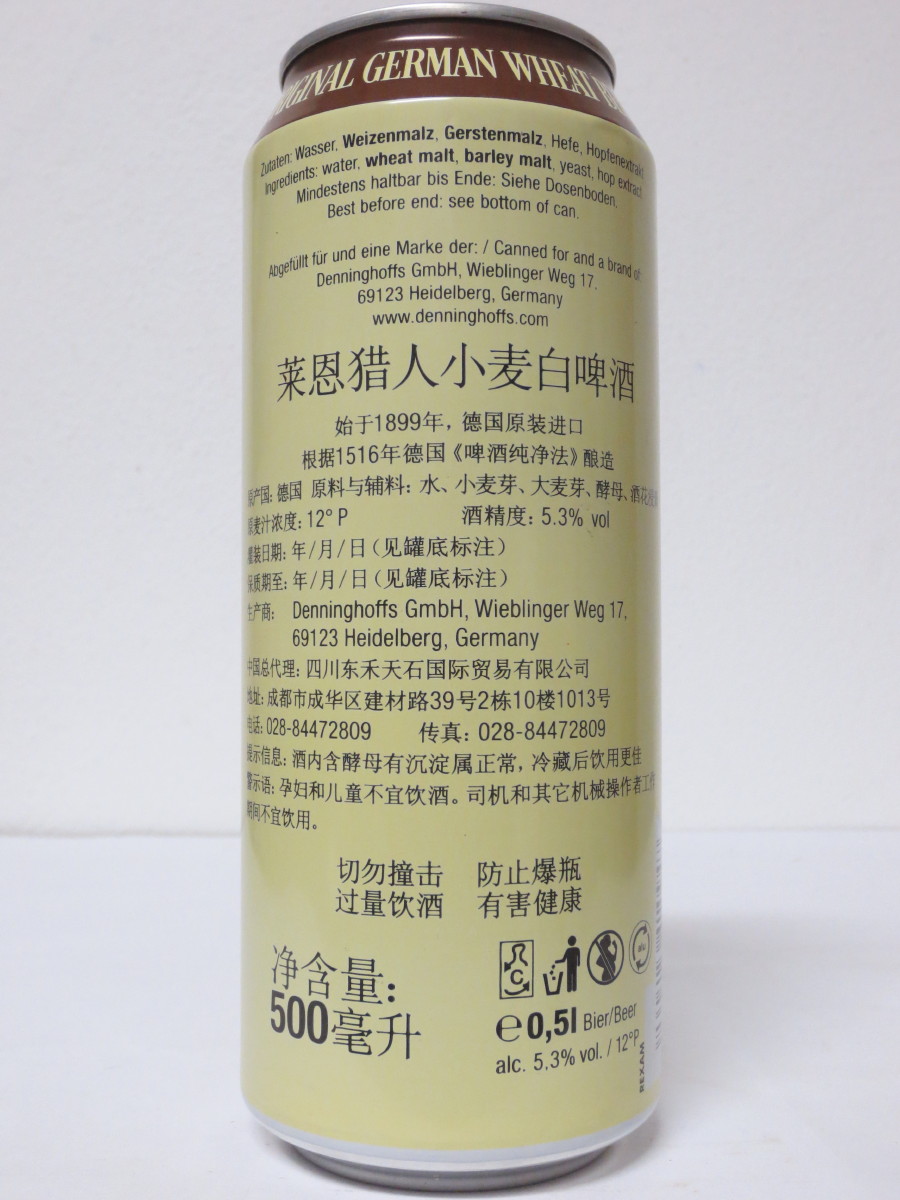 ORIGINAL GERMAN WHEAT
Zutaten: Wasser, Weizenmalz, Gerstenmalz, Hefe, Hopfenextrakt
Ingredients: water, wheat malt, barley malt, yeast, hop extract
Mindestens haltbar bis Ende: Siehe Dosenboden.
Best before end: see bottom of can.
Abgefüllt für und eine Marke der: / Canned for and a brand of:
Denninghoffs GmbH, Wieblinger Weg 17.
69123 Heidelberg, Germany
www.denninghoffs.com
莱恩猎人小麦白啤酒
始于1899年，德国原装进口
根据1516年德国《啤酒纯净法》酿造
原产国：德国 原料与辅料：水、小麦芽、大麦芽、酵母、酒花
原麦汁浓度：12° P 酒精度：5.3% vol
灌装日期：年/月/日（见罐底标注）
保质期至：年/月/日（见罐底标注）
生产商： Denninghoffs GmbH, Wieblinger Weg 17,
69123 Heidelberg, Germany
中国总代理：四川东禾天石国际贸易有限公司
地址：成都市成华区建材路39号2栋10楼1013号
电话：028-84472809 传真：028-84472809
提示信息：酒内含酵母有沉淀属正常，冷藏后饮用更佳
警示语：孕妇和儿童不宜饮酒。司机和其它机械操作者工作
期间不宜饮用。
切勿撞击 防止爆瓶
过量饮酒 有害健康
净含量：
500毫升
C
℮0,5l Bier/Beer
alc. 5,3% vol. / 12°P
REXAM